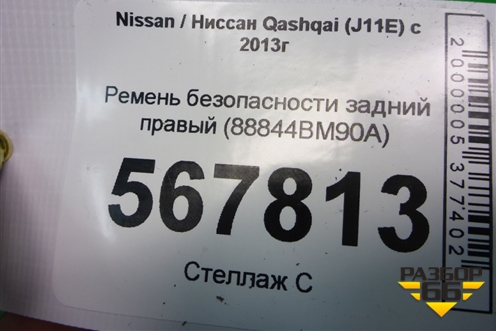 Nissan / Ниссан Qashqai (J11E) с
2013г
Ремень безопасности задний
правый (88844BM90A)
567813
Стеллаж С
2000005377402
РАЗБОР
66